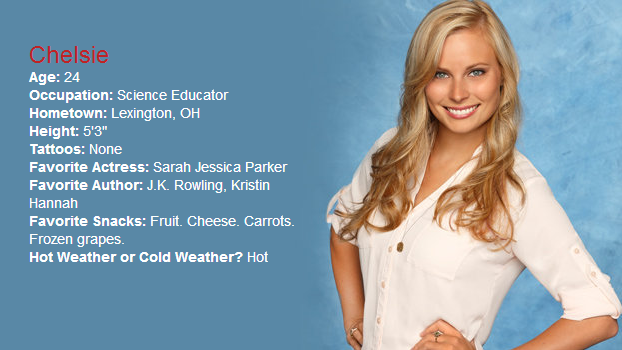 Chelsie
Age: 24
Occupation: Science Educator
Hometown: Lexington, OH
Height: 5'3"
Tattoos: None
Favorite Actress: Sarah Jessica Parker
Favorite Author: J.K. Rowling, Kristin
Hannah
Favorite Snacks: Fruit. Cheese. Carrots.
Frozen grapes.
Hot Weather or Cold Weather? Hot